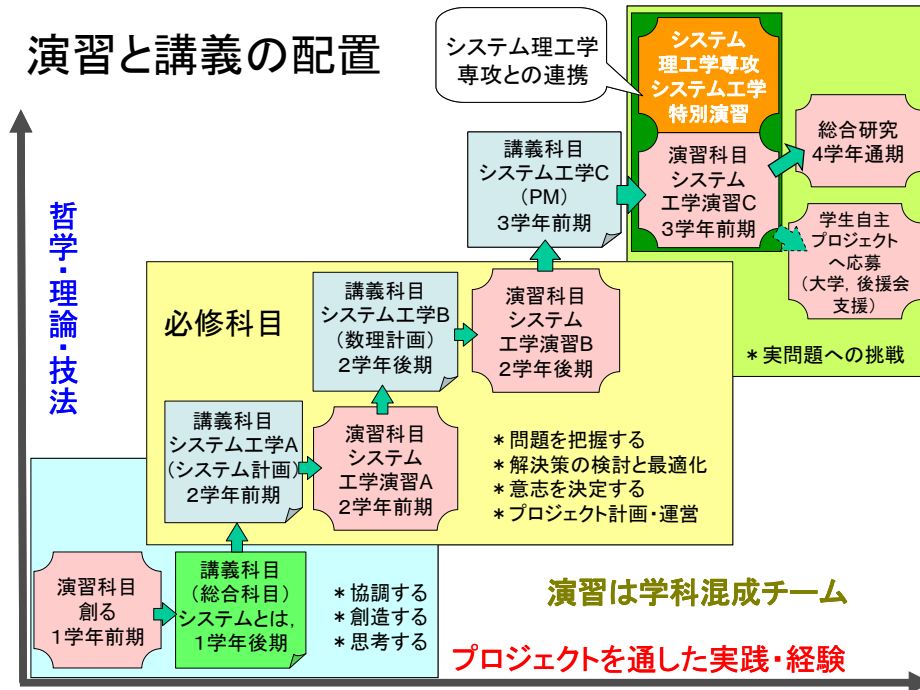 演習と講義の配置
システム理工学
専攻との連携
システム
理工学専攻
システム工学
特別演習
総合研究
4学年通期
講義科目
システム工学C
(PM)
3学年前期
演習科目
システム
工学演習C
3学年前期
学生自主
プロジェクト
へ応募
(大学, 後援会
支援)
＊実問題への挑戦
哲学・理論・技法
必修科目
講義科目
システム工学B
(数理計画)
2学年後期
演習科目
システム
工学演習B
2学年後期
講義科目
システム工学A
(システム計画)
2学年前期
演習科目
システム
工学演習A
2学年前期
＊問題を把握する
＊解決策の検討と最適化
＊意志を決定する
＊プロジェクト計画・運営
演習科目
創る
1学年前期
講義科目
(総合科目)
システムとは,
1学年後期
＊協調する
＊創造する
＊思考する
演習は学科混成チーム
プロジェクトを通した実践・経験